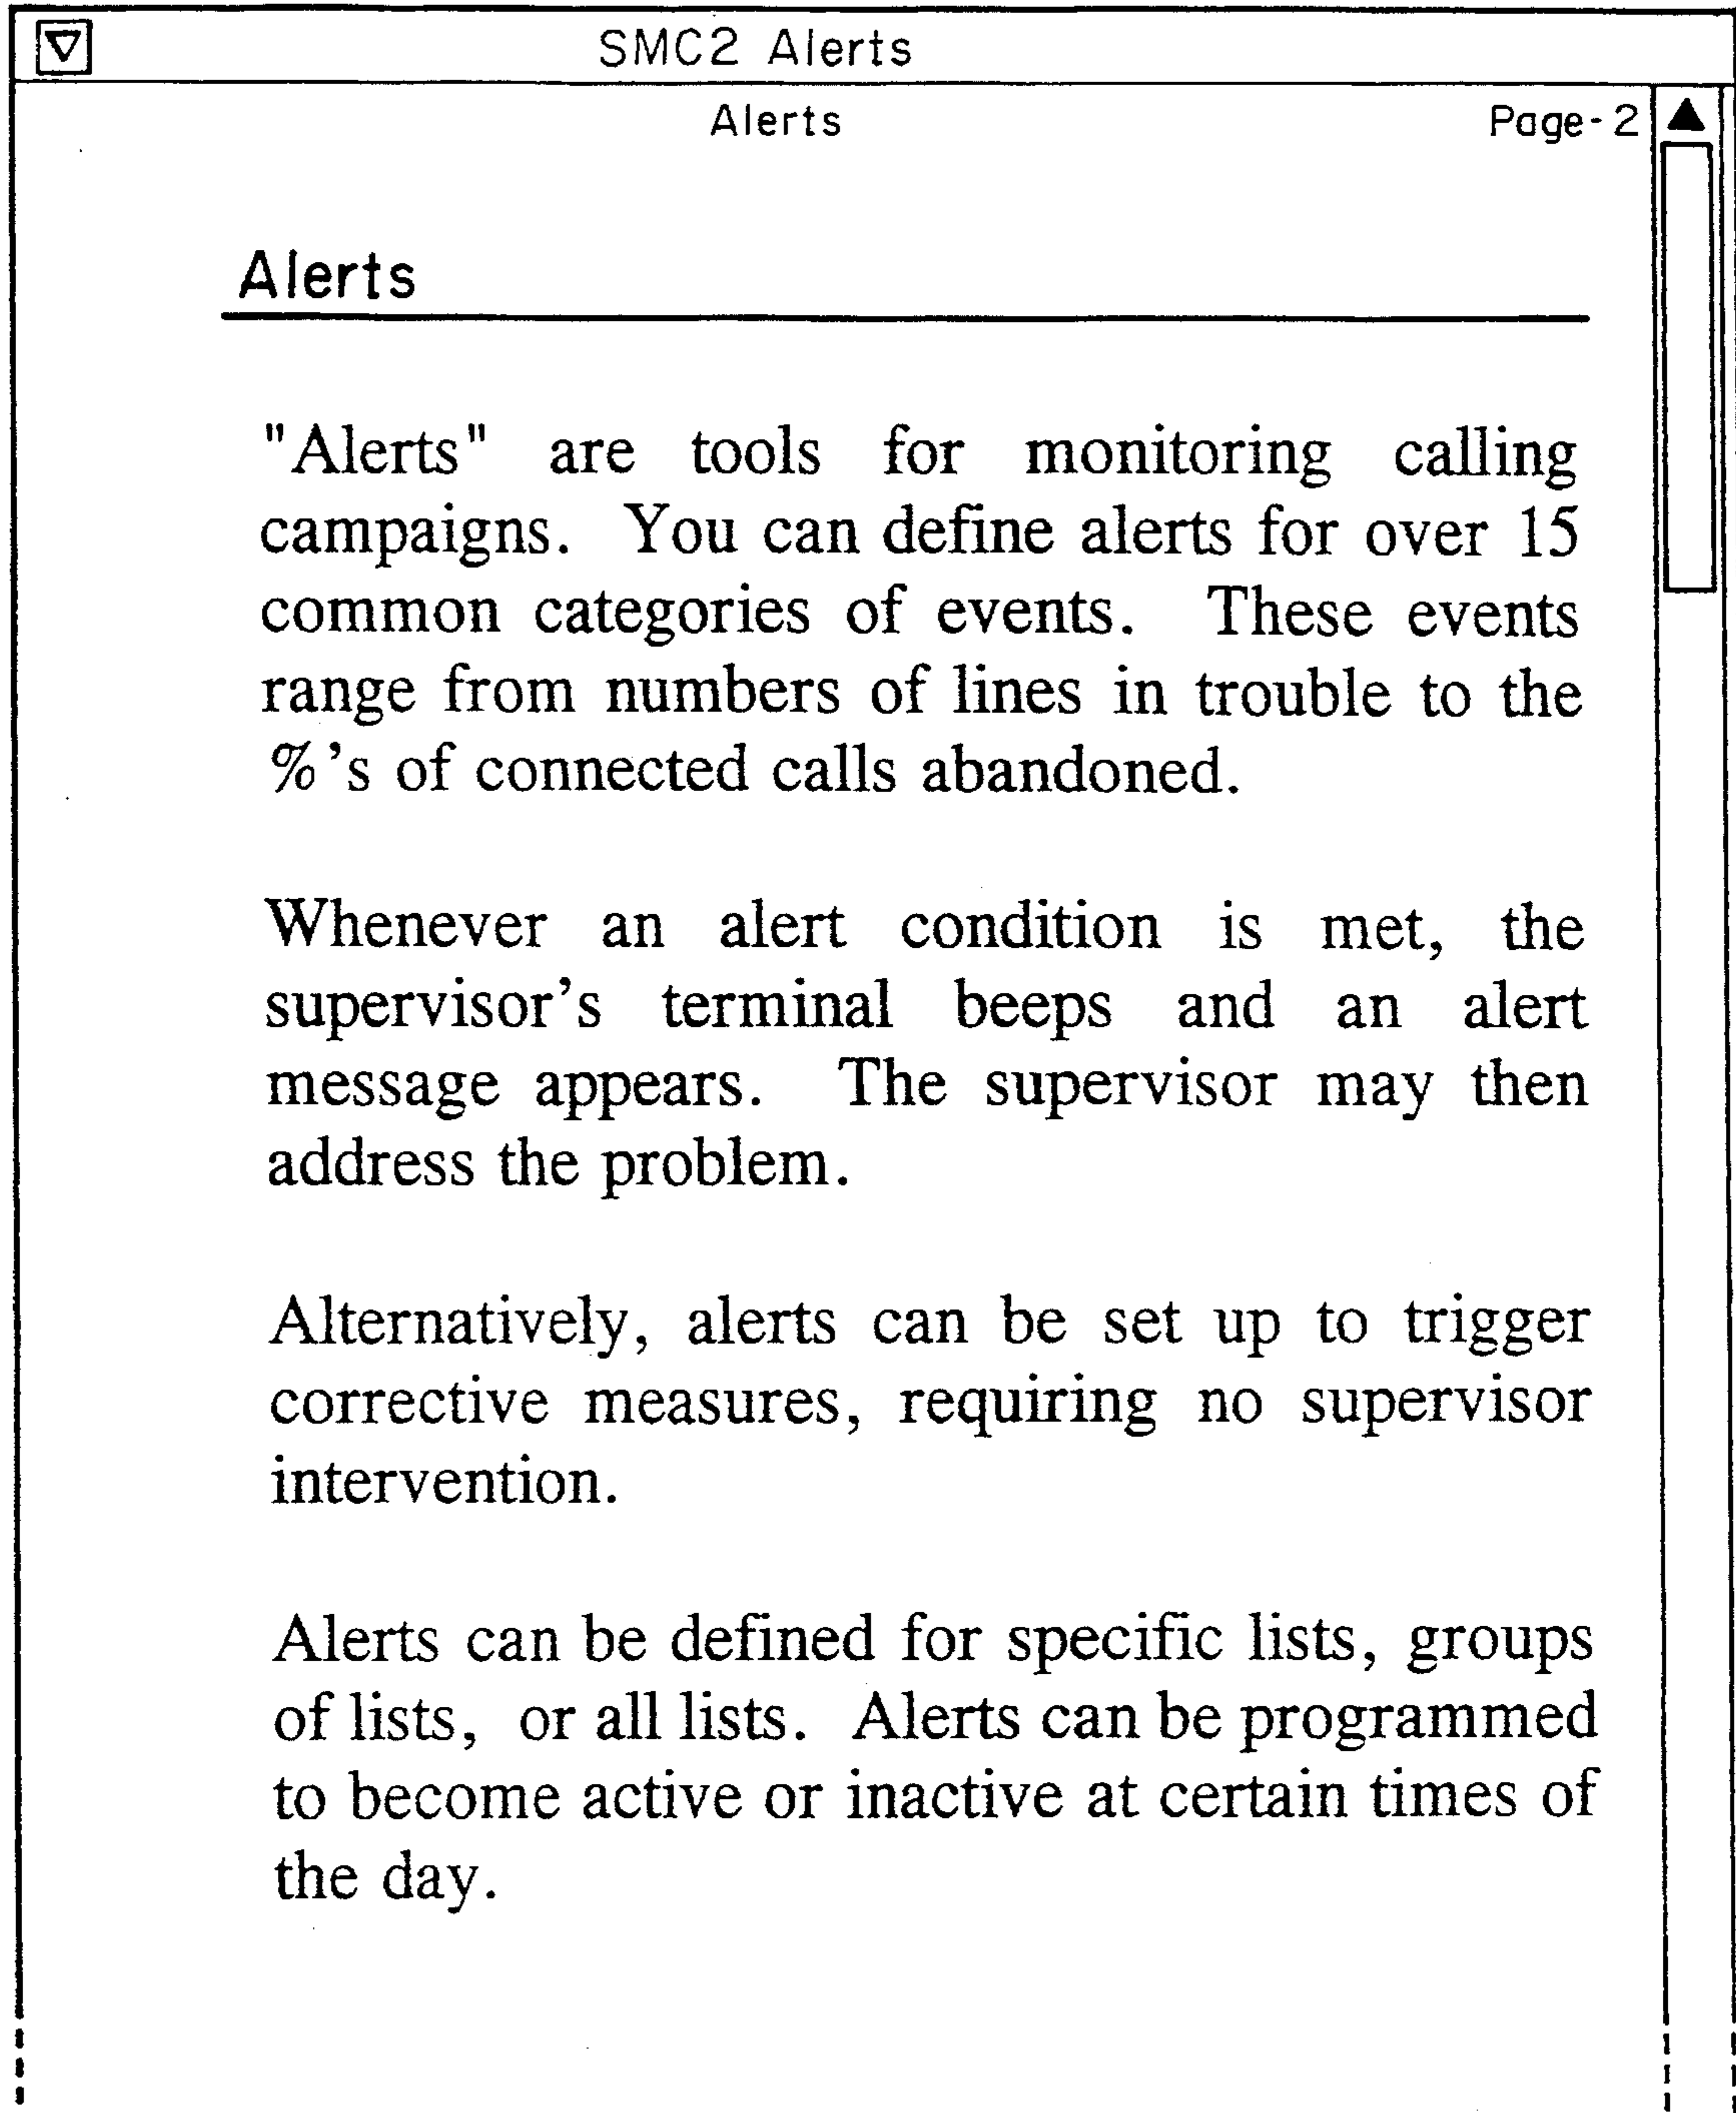 SMC2 Alerts
Alerts Page-2
Alerts
"Alerts" are tools for monitoring calling
campaigns. You can define alerts for over 15
common categories of events. These events
range from numbers of lines in trouble to the
%'s of connected calls abandoned.
Whenever an alert condition is met, the
supervisor's terminal beeps and an alert
message appears. The supervisor may then
address the problem.
Alternatively, alerts can be set up to trigger
corrective measures, requiring no supervisor
intervention.
Alerts can be defined for specific lists, groups
of lists, or all lists. Alerts can be programmed
to become active or inactive at certain times of
the day.